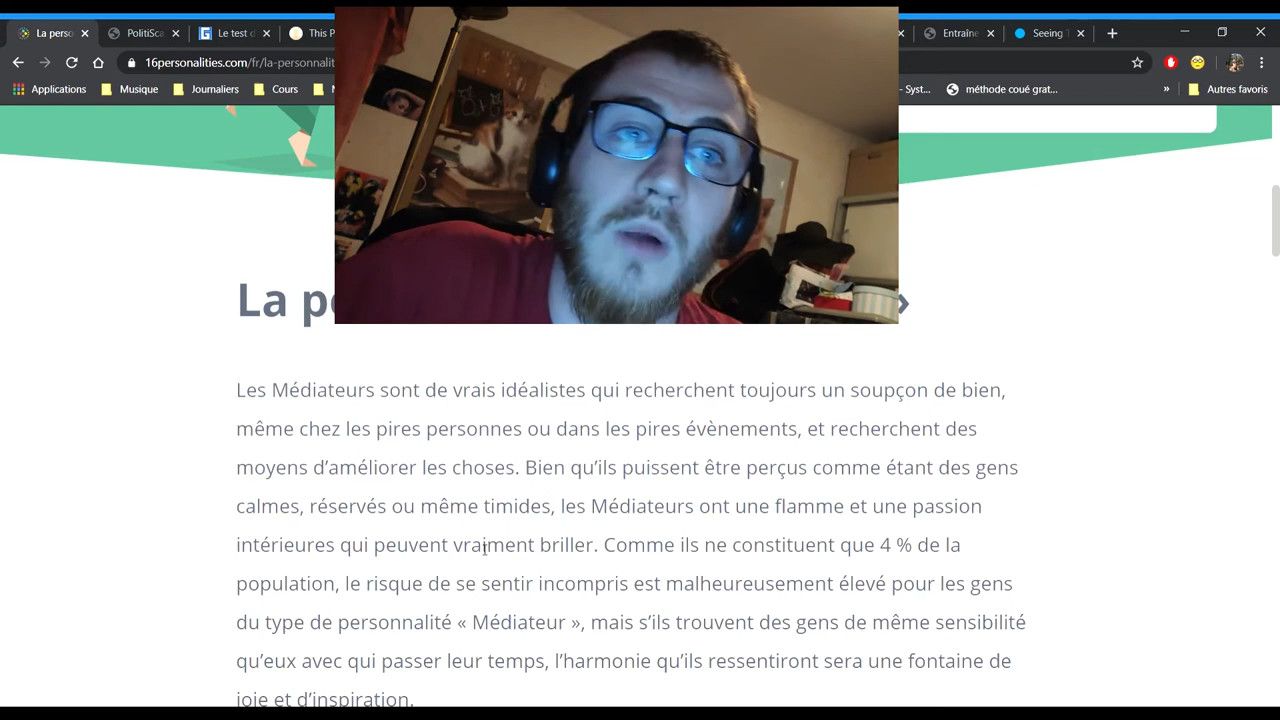 La perso
PolitiSca
Le test d
This P
Entraîne
Seeing T
16personalities.com/fr/la-personnali
Applications
Musique
Journaliers
Cours
- Syst...
méthode coué grat...
»
Autres favoris
La p
»
Les Médiateurs sont de vrais idéalistes qui recherchent toujours un soupçon de bien,
même chez les pires personnes ou dans les pires évènements, et recherchent des
moyens d’améliorer les choses. Bien qu’ils puissent être perçus comme étant des gens
calmes, réservés ou même timides, les Médiateurs ont une flamme et une passion
intérieures qui peuvent vraiment briller. Comme ils ne constituent que 4 % de la
population, le risque de se sentir incompris est malheureusement élevé pour les gens
du type de personnalité « Médiateur », mais s’ils trouvent des gens de même sensibilité
qu’eux avec qui passer leur temps, l’harmonie qu’ils ressentiront sera une fontaine de
joie et d’inspiration.